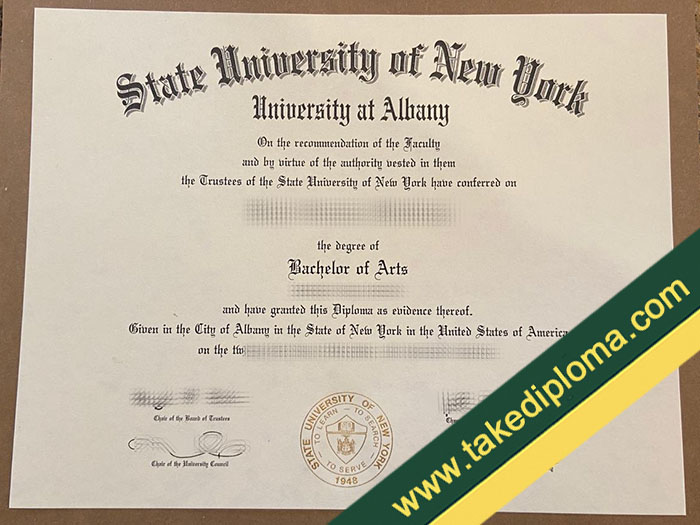 State University of New York
University at Albany
On the recommendation of the Faculty
and by virtue of the authority vested in them
the Trustees of the State University of New York have conferred on
the degree of
Bachelor of Arts
and have granted this Diploma as evidence thereof.
Given in the City of Albany in the State of New York in the United States of America
on the tw
Chair of the Board of Trustees
Chair of the University Council
STATE UNIVERSITY OF NEW YORK
TO LEARN – TO SEARCH
TO SERVE
1948
www.takediploma.com